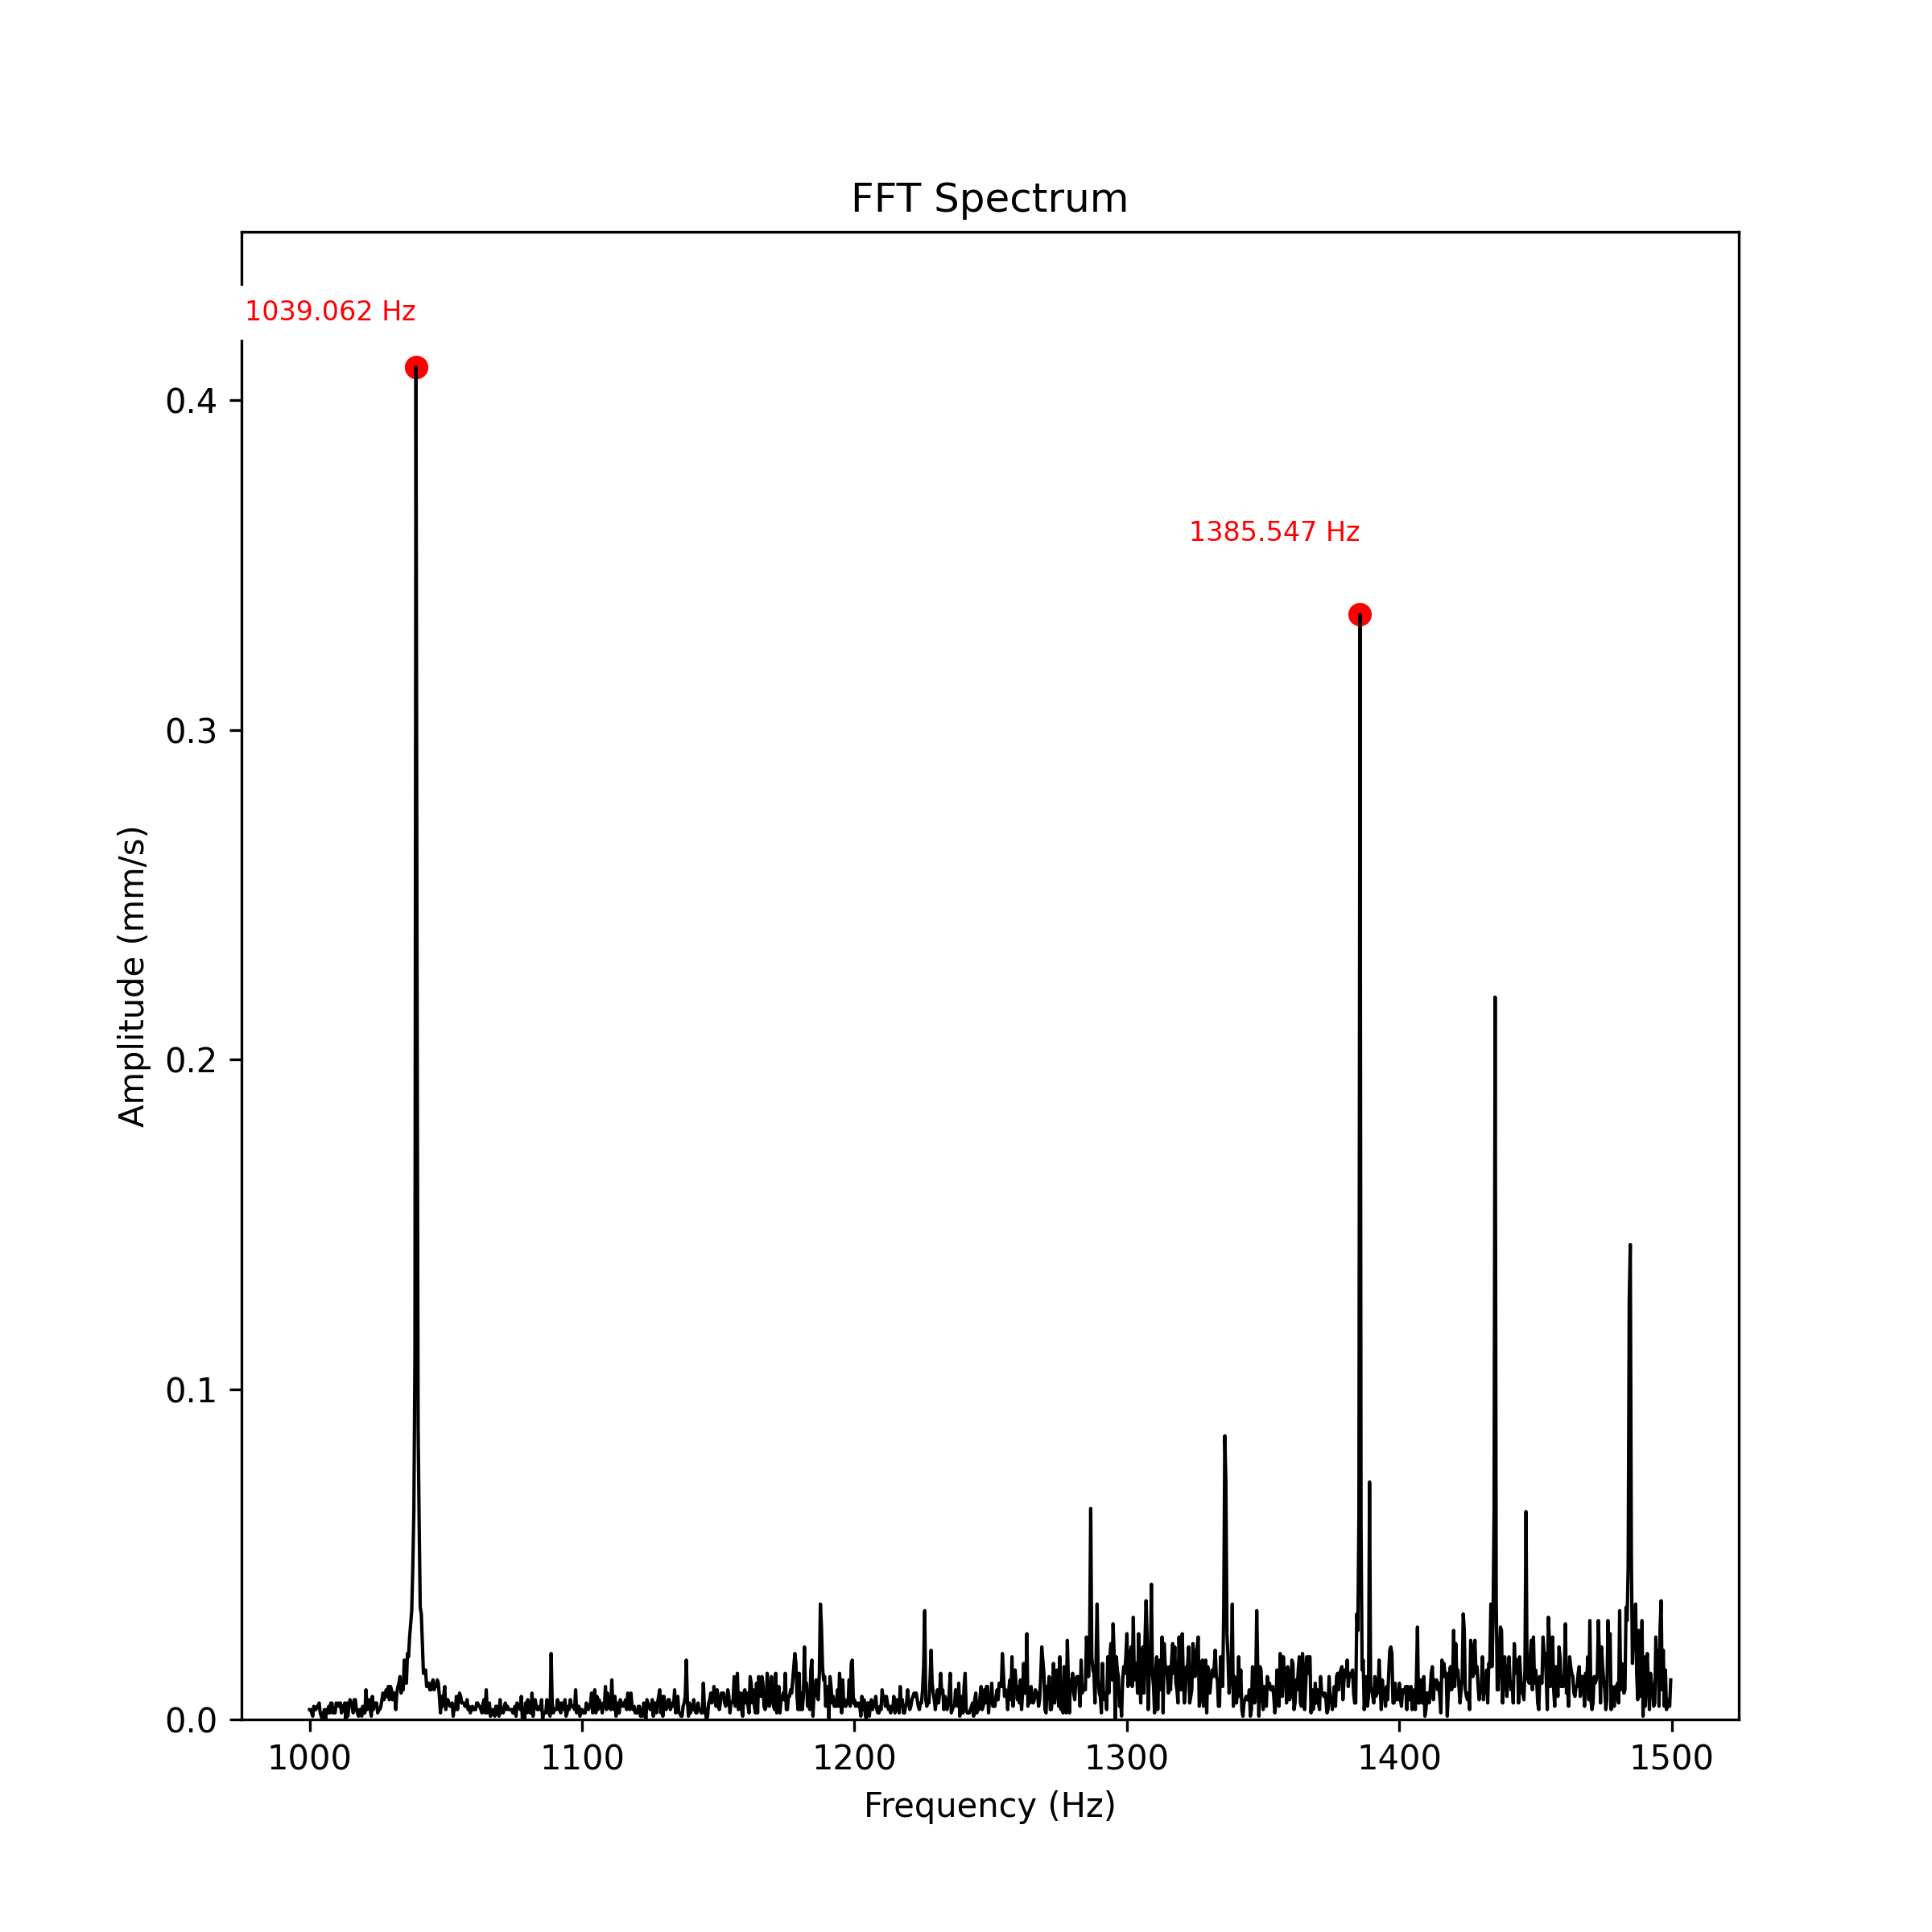 FFT Spectrum
1039.062 Hz
1385.547 Hz
0.4
0.3
0.2
0.1
0.0
Amplitude (mm/s)
1000 1100 1200 1300 1400 1500
Frequency (Hz)